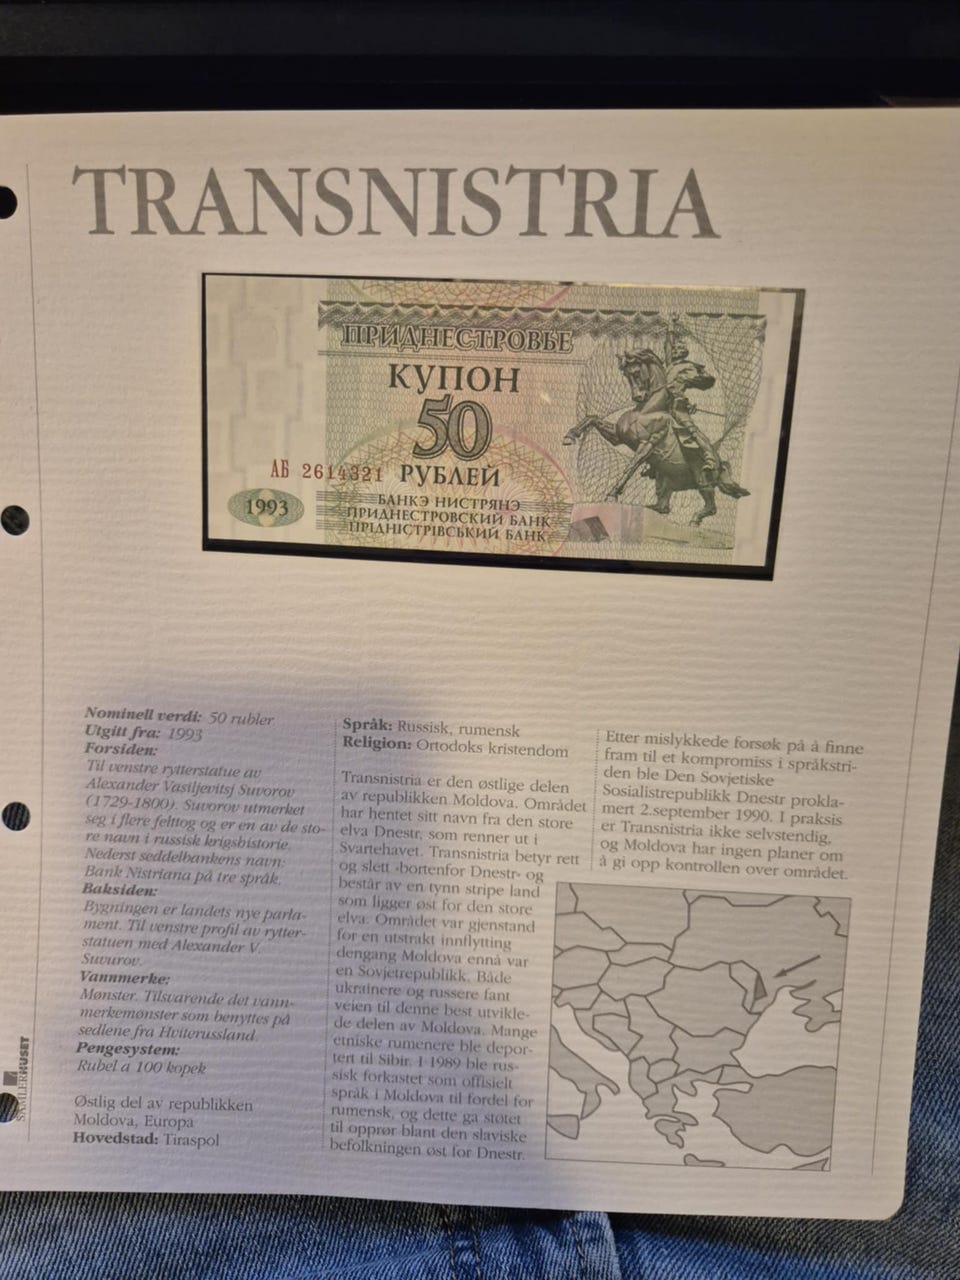 TRANSNISTRIA
ПРИДНЕСТРОВЬЕ
КУПОН
50
АБ 2614321 РУБЛЕЙ
1993
БАНКЭ НИСТРЯНЭ
ПРИДНЕСТРОВСКИЙ БАНК
ПРІДНІСТРІВСЬКИЙ БАНК
Nominell verdi: 50 rubler
Utgitt fra: 1993
Forsiden:
Til venstre rytterstatue av
Alexander Vasiljevitsj Suvorov
(1729-1800). Suvorov utmerket
seg i flere felttog og er en av de sto-
re navn i russisk krigshistorie.
Nederst seddelbankens navn:
Bank Nistriana på tre språk.
Baksiden:
Bygningen er landets nye parla-
ment. Til venstre profil av rytter-
statuen med Alexander V.
Suvurov.
Vannmerke:
Mønster. Tilsvarende det vann-
merkemønster som benyttes på
sedlene fra Hviterussland.
Pengesystem:
Rubel a 100 kopek
Østlig del av republikken
Moldova, Europa
Hovedstad: Tiraspol
Språk: Russisk, rumensk
Religion: Ortodoks kristendom
Transnistria er den østlige delen
av republikken Moldova. Området
har hentet sitt navn fra den store
elva Dnestr, som renner ut i
Svartehavet. Transnistria betyr rett
og slett «bortenfor Dnestr» og
består av en tynn stripe land
som ligger øst for den store
elva. Området var gjenstand
for en utstrakt innflytting
dengang Moldova ennå var
en Sovjetrepublikk. Både
ukrainere og russere fant
veien til denne best utvikle-
de delen av Moldova. Mange
etniske rumenere ble depor-
tert til Sibir. I 1989 ble rus-
sisk forkastet som offisielt
språk i Moldova til fordel for
rumensk, og dette ga støtet
til opprør blant den slaviske
befolkningen øst for Dnestr.
Etter mislykkede forsøk på å finne
fram til et kompromiss i språkstri-
den ble Den Sovjetiske
Sosialistrepublikk Dnestr prokla-
mert 2.september 1990. I praksis
er Transnistria ikke selvstendig,
og Moldova har ingen planer om
å gi opp kontrollen over området.
SAMLERHUSET